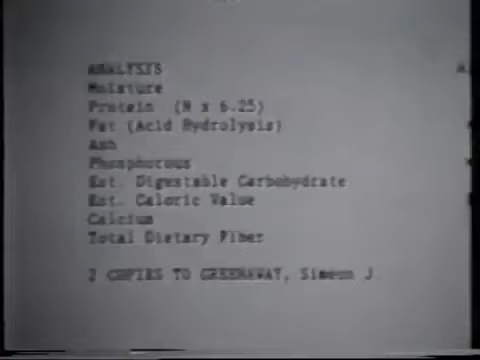 ANALYSIS
Moisture
Protein (N x 6.25)
Fat (Acid Hydrolysis)
Ash
Phosphorous
Est. Digestable Carbohydrate
Est. Caloric Value
Calcium
Total Dietary Fiber
COPIES TO GREENAWAY, Simeon J